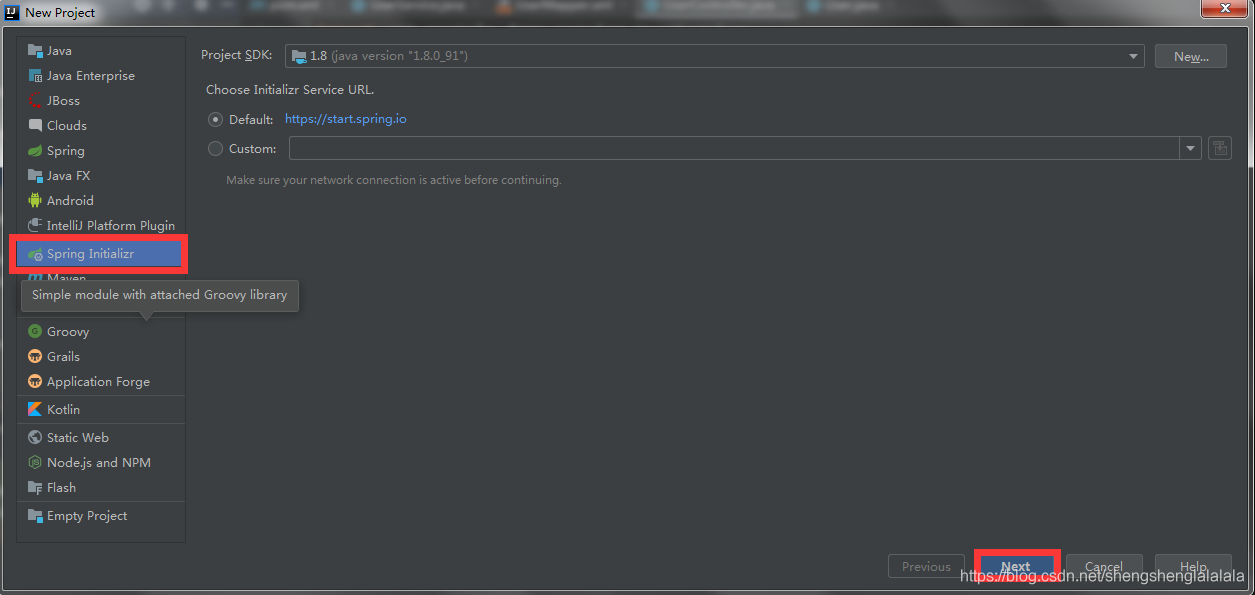 New Project
Java
Java Enterprise
JBoss
Clouds
Spring
Java FX
Android
IntelliJ Platform Plugin
Spring Initializr
Maven
Simple module with attached Groovy library
Groovy
Grails
Application Forge
Kotlin
Static Web
Node.js and NPM
Flash
Empty Project
Project SDK: 1.8 (java version "1.8.0_91") New...
Choose Initializr Service URL.
Default: https://start.spring.io
Custom:
Make sure your network connection is active before continuing.
Previous Next Cancel Help
https://blog.csdn.net/shengshenglalalala